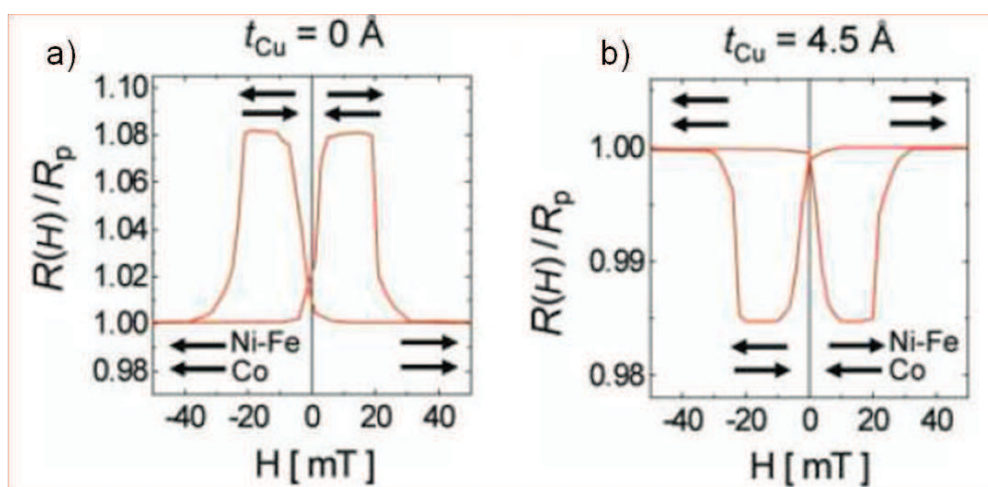 a)
t_Cu = 0 Å
R(H)/R_p
1.10
1.08
1.06
1.04
1.02
1.00
0.98
Ni-Fe
Co
-40 -20 0 20 40
H [ mT ]
b)
t_Cu = 4.5 Å
R(H)/R_p
1.00
0.99
0.98
Ni-Fe
Co
-40 -20 0 20 40
H [ mT ]